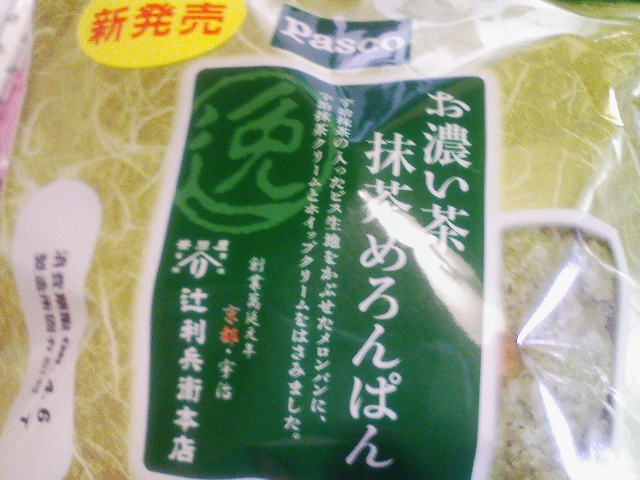 新発売
Pasco
お濃い茶
抹茶めろんぱん
宇治抹茶の入ったビス生地をかぶせたメロンパンに、
宇治抹茶クリームとホイップクリームをはさみました。
逸
創業萬延元年
京都・宇治
辻利兵衛本店